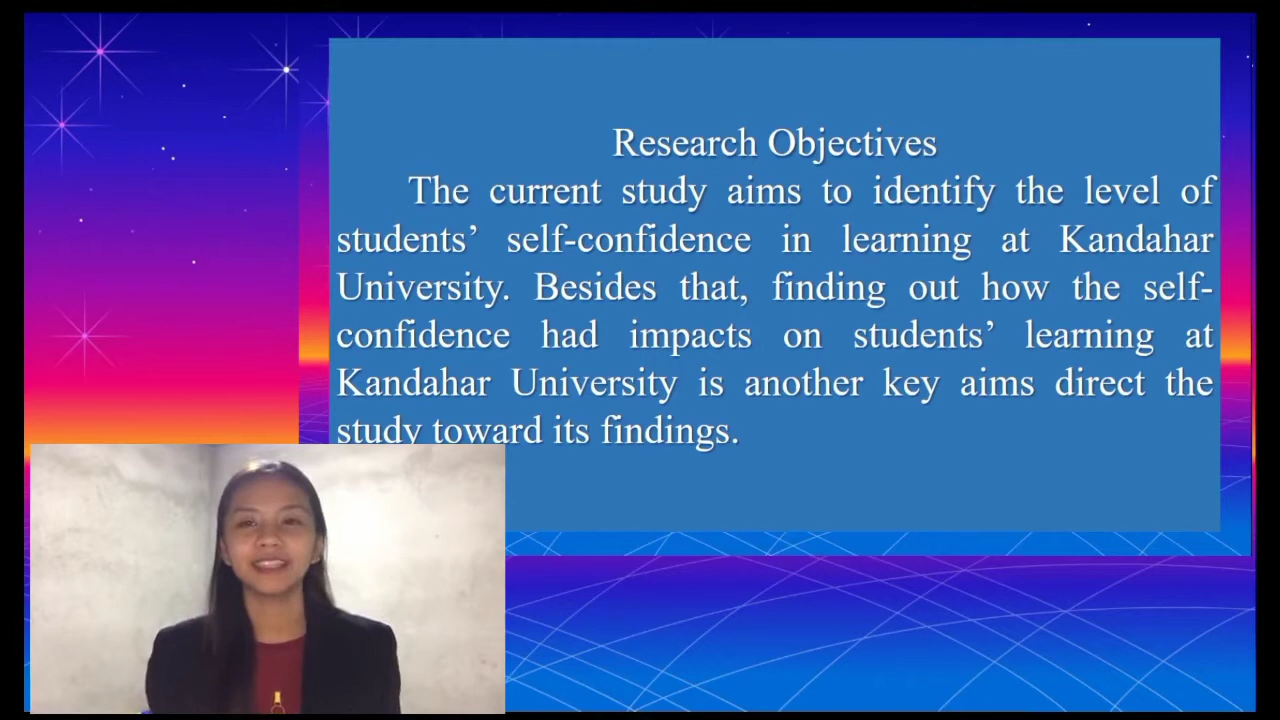 Research Objectives
The current study aims to identify the level of
students’ self-confidence in learning at Kandahar
University. Besides that, finding out how the self-
confidence had impacts on students’ learning at
Kandahar University is another key aims direct the
study toward its findings.